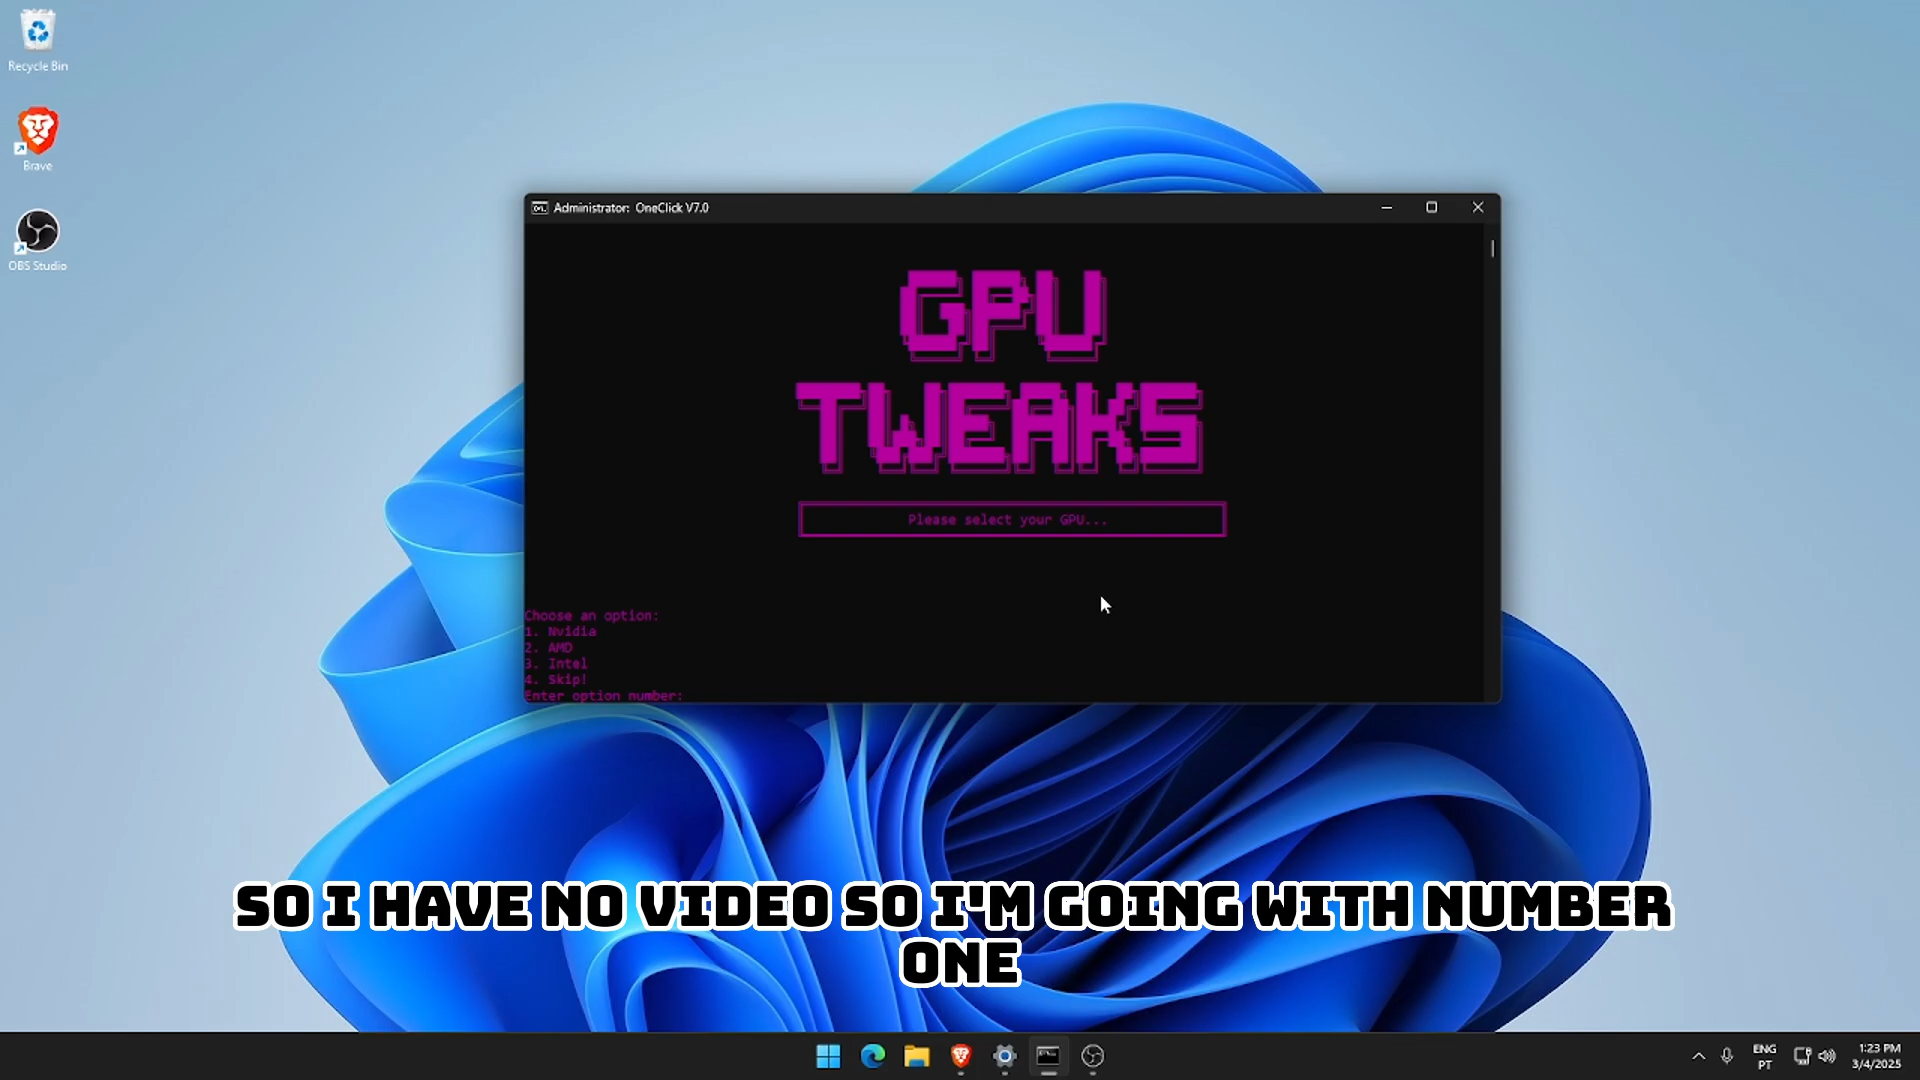 Recycle Bin
Brave
OBS Studio
Administrator: OneClick V7.0
GPU
TWEAKS
Please select your GPU...
Choose an option:
1. Nvidia
2. AMD
3. Intel
4. Skip!
Enter option number:
SO I HAVE NO VIDEO SO I'M GOING WITH NUMBER
ONE
ENG
PT
1:23 PM
3/4/2025